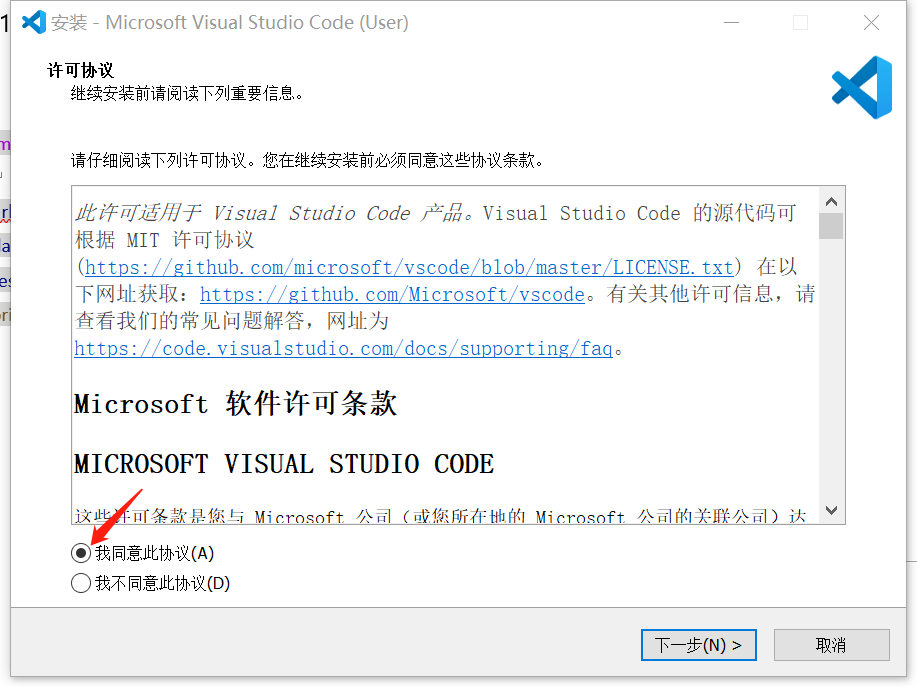 安装 - Microsoft Visual Studio Code (User)
许可协议
继续安装前请阅读下列重要信息。
请仔细阅读下列许可协议。您在继续安装前必须同意这些协议条款。
此许可适用于 Visual Studio Code 产品。Visual Studio Code 的源代码可
根据 MIT 许可协议
(https://github.com/microsoft/vscode/blob/master/LICENSE.txt) 在以
下网址获取：https://github.com/Microsoft/vscode。有关其他许可信息，请
查看我们的常见问题解答，网址为
https://code.visualstudio.com/docs/supporting/faq。
Microsoft 软件许可条款
MICROSOFT VISUAL STUDIO CODE
这些许可条款是您与 Microsoft 公司（或您所在地的 Microsoft 公司的关联公司）达
我同意此协议(A)
我不同意此协议(D)
下一步(N) >
取消